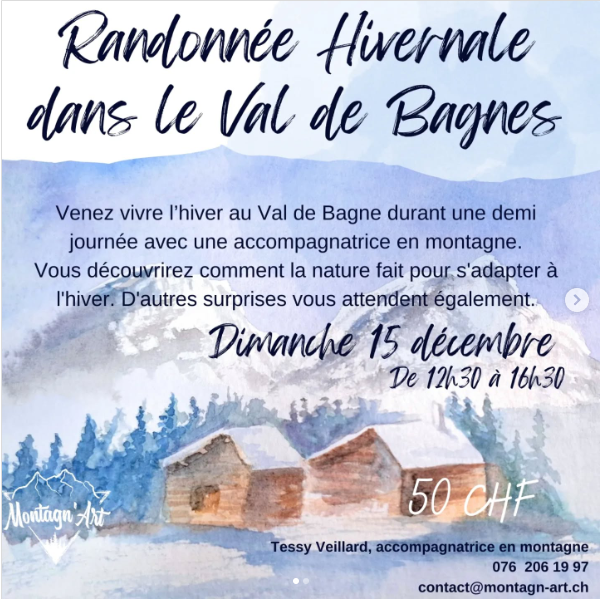 Randonnée Hivernale
dans le Val de Bagnes
Venez vivre l'hiver au Val de Bagne durant une demi
journée avec une accompagnatrice en montagne.
Vous découvrirez comment la nature fait pour s'adapter à
l'hiver. D'autres surprises vous attendent également.
Dimanche 15 décembre
De 12h30 à 16h30
50 CHF
Montagn'Art
Tessy Veillard, accompagnatrice en montagne
076  206 19 97
contact@montagn-art.ch